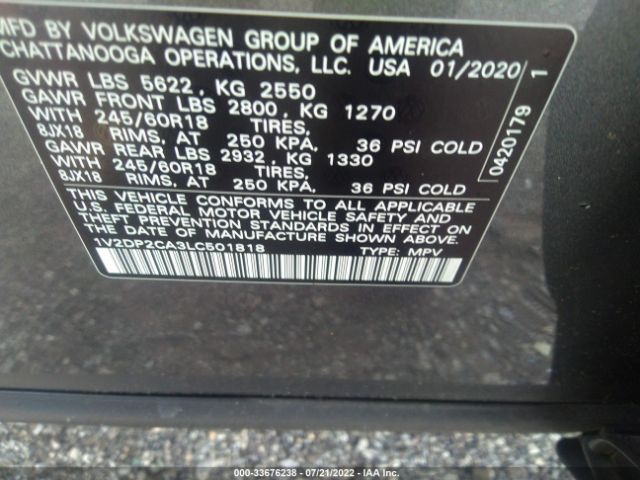 MFD BY VOLKSWAGEN GROUP OF AMERICA
CHATTANOOGA OPERATIONS, LLC. USA 01/2020
GVWR LBS 5622, KG 2550
GAWR FRONT LBS 2800, KG 1270
WITH 245/60R18 TIRES,
8JX18 RIMS, AT 250 KPA, 36 PSI COLD
GAWR REAR LBS 2932, KG 1330
WITH 245/60R18 TIRES,
8JX18 RIMS, AT 250 KPA, 36 PSI COLD
THIS VEHICLE CONFORMS TO ALL APPLICABLE
U.S. FEDERAL MOTOR VEHICLE SAFETY AND
THEFT PREVENTION STANDARDS IN EFFECT ON
THE DATE OF MANUFACTURE SHOWN ABOVE
1V2DP2CA3LC501818 TYPE: MPV
0420179 1
000-33676238 - 07/21/2022 - IAA Inc.